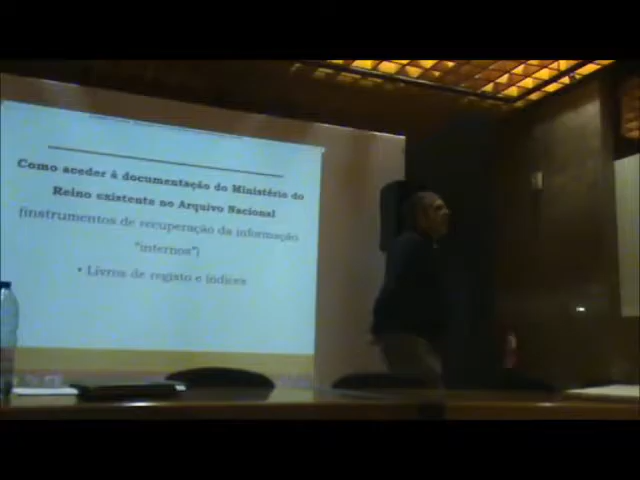 Como aceder à documentação do Ministério do
Reino existente no Arquivo Nacional
(instrumentos de recuperação da informação
"internos")
• Livros de registo e índices